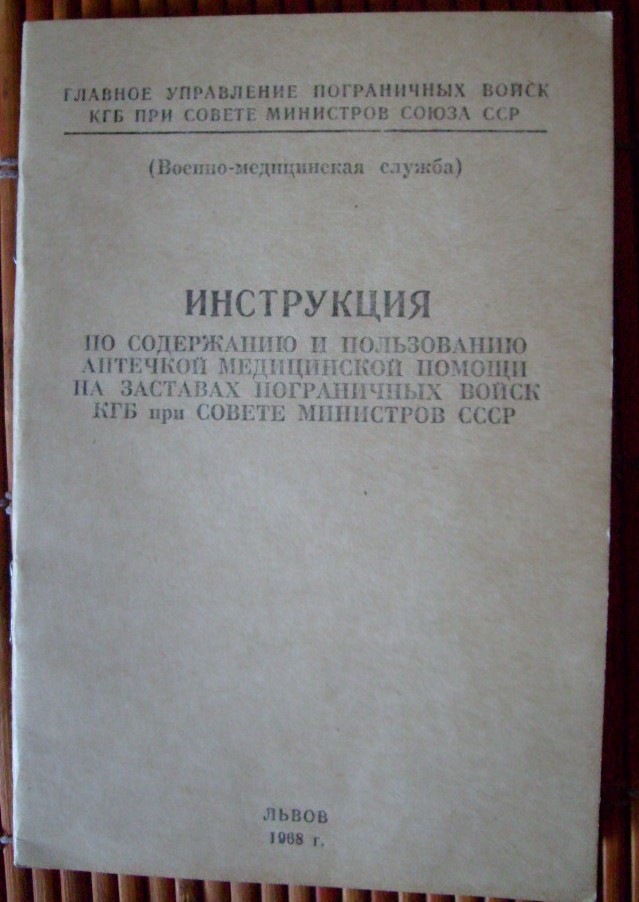 ГЛАВНОЕ УПРАВЛЕНИЕ ПОГРАНИЧНЫХ ВОЙСК
КГБ ПРИ СОВЕТЕ МИНИСТРОВ СОЮЗА ССР
(Военно-медицинская служба)
ИНСТРУКЦИЯ
ПО СОДЕРЖАНИЮ И ПОЛЬЗОВАНИЮ
АПТЕЧКОЙ МЕДИЦИНСКОЙ ПОМОЩИ
НА ЗАСТАВАХ ПОГРАНИЧНЫХ ВОЙСК
КГБ при СОВЕТЕ МИНИСТРОВ СССР
ЛЬВОВ
1968 г.